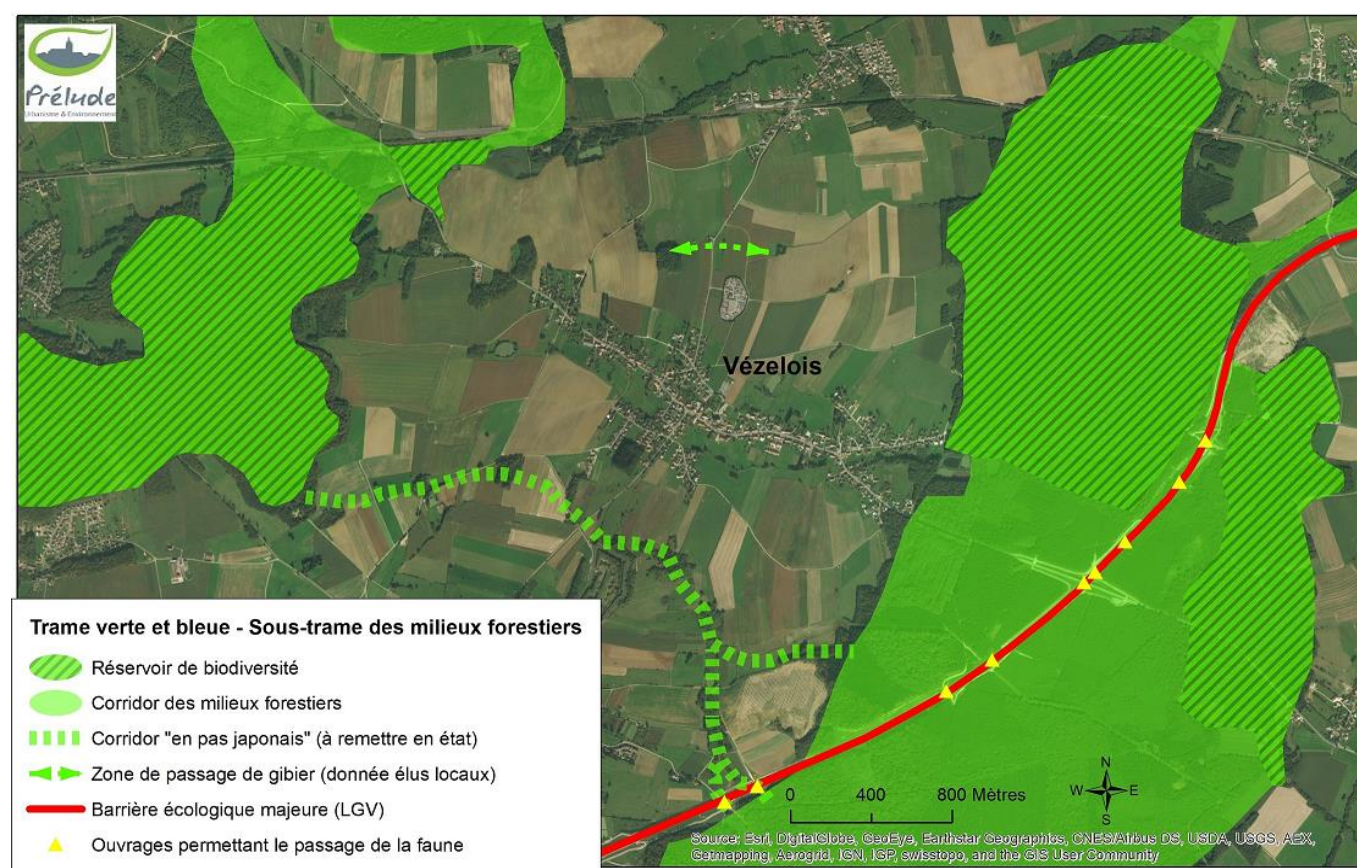 Prélude
Urbanisme & Environnement
Vézelois
Trame verte et bleue - Sous-trame des milieux forestiers
Réservoir de biodiversité
Corridor des milieux forestiers
Corridor "en pas japonais" (à remettre en état)
Zone de passage de gibier (donnée élus locaux)
Barrière écologique majeure (LGV)
Ouvrages permettant le passage de la faune
0 400 800 Mètres
N
W E
S
Source: Esri, DigitalGlobe, GeoEye, Earthstar Geographics, CNES/Airbus DS, USDA, USGS, AEX,
Getmapping, Aerogrid, IGN, IGP, swisstopo, and the GIS User Community